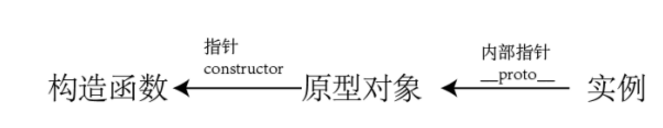 指针
constructor
内部指针
__proto__
构造函数
原型对象
实例